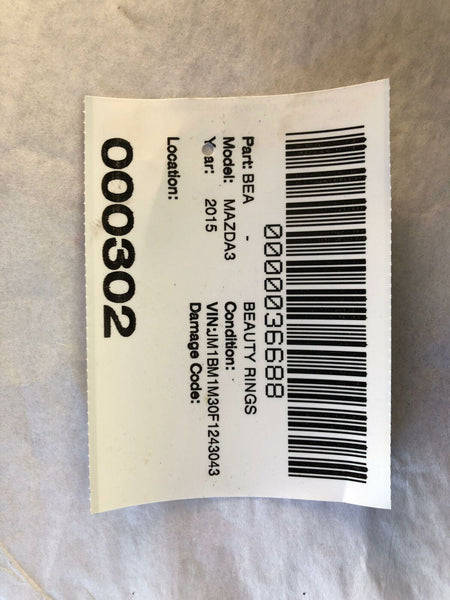 0000036688
Part: BEA - BEAUTY RINGS
Model: MAZDA3 Condition:
Year: 2015 VIN:JM1BM1M30F1243043
Damage Code:
Location:
000302